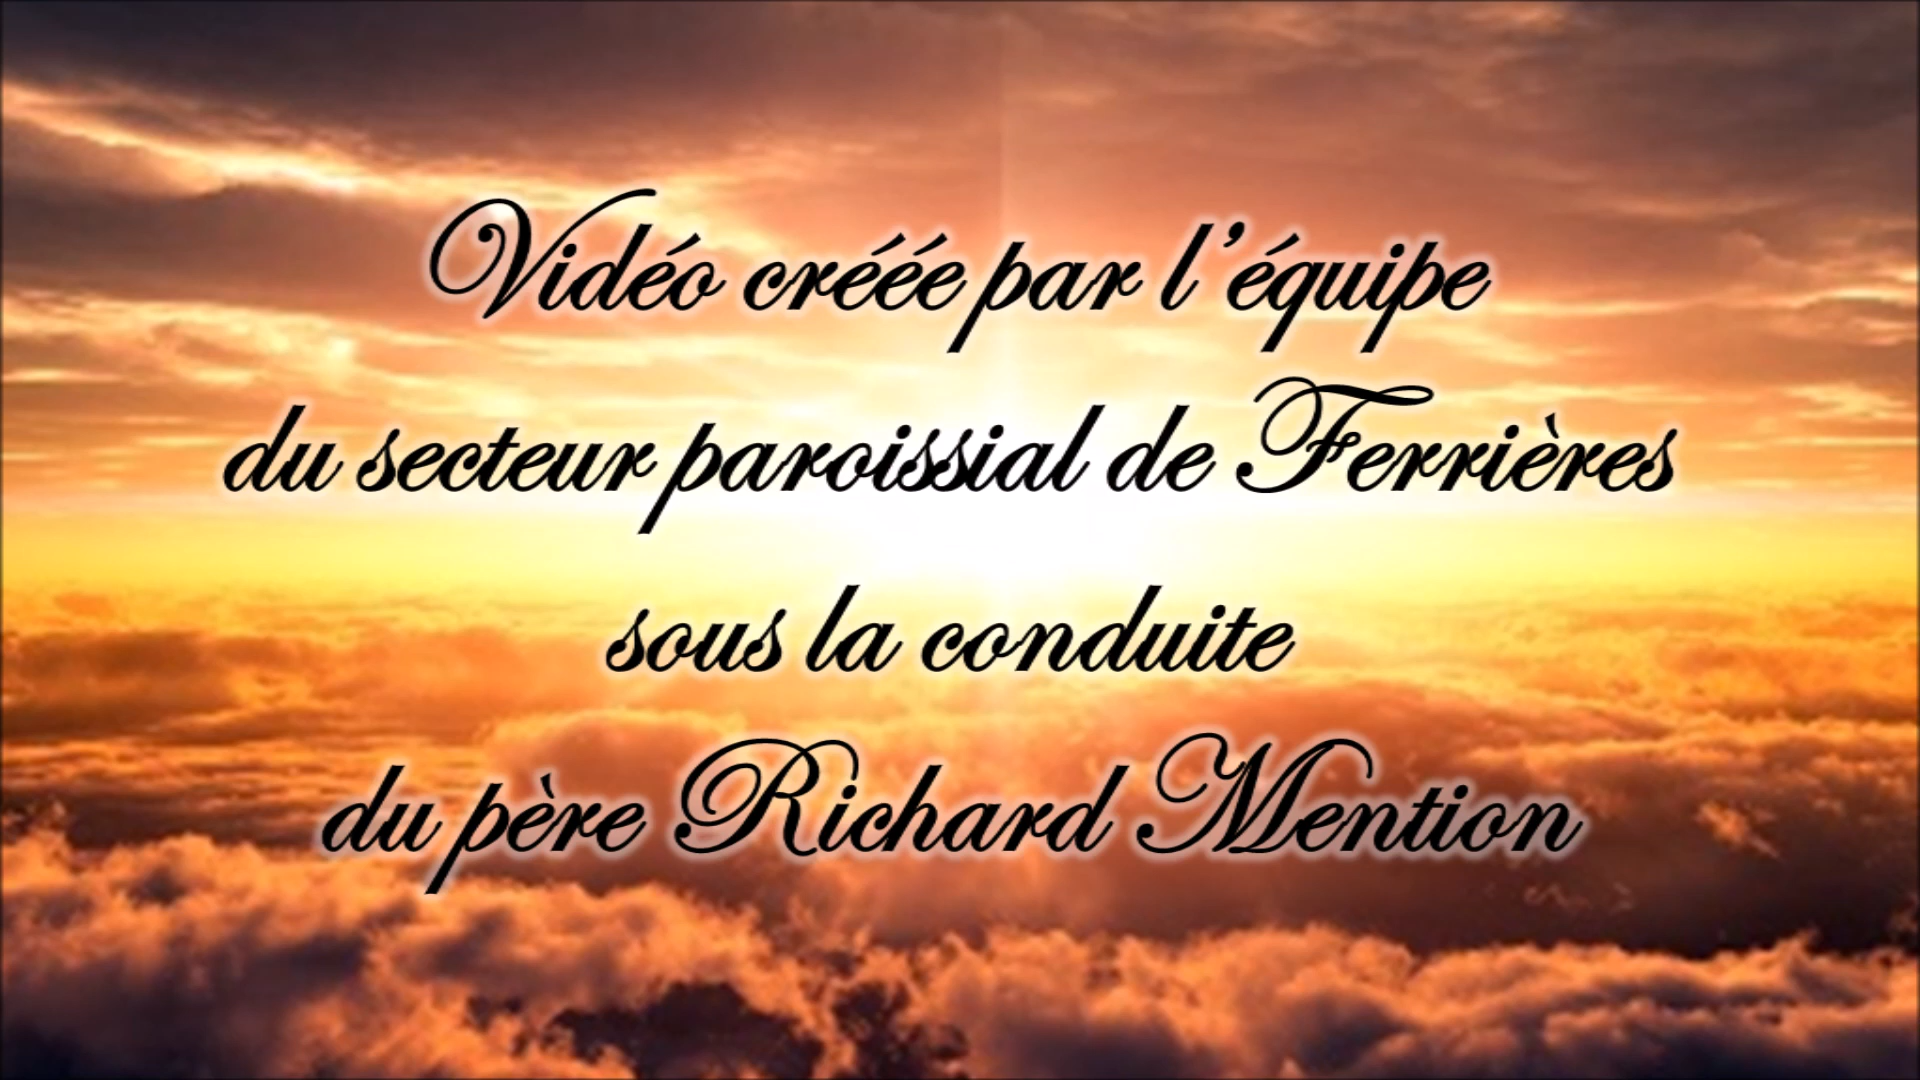 Vidéo créée par l'équipe
du secteur paroissial de Ferrières
sous la conduite
du père Richard Mention